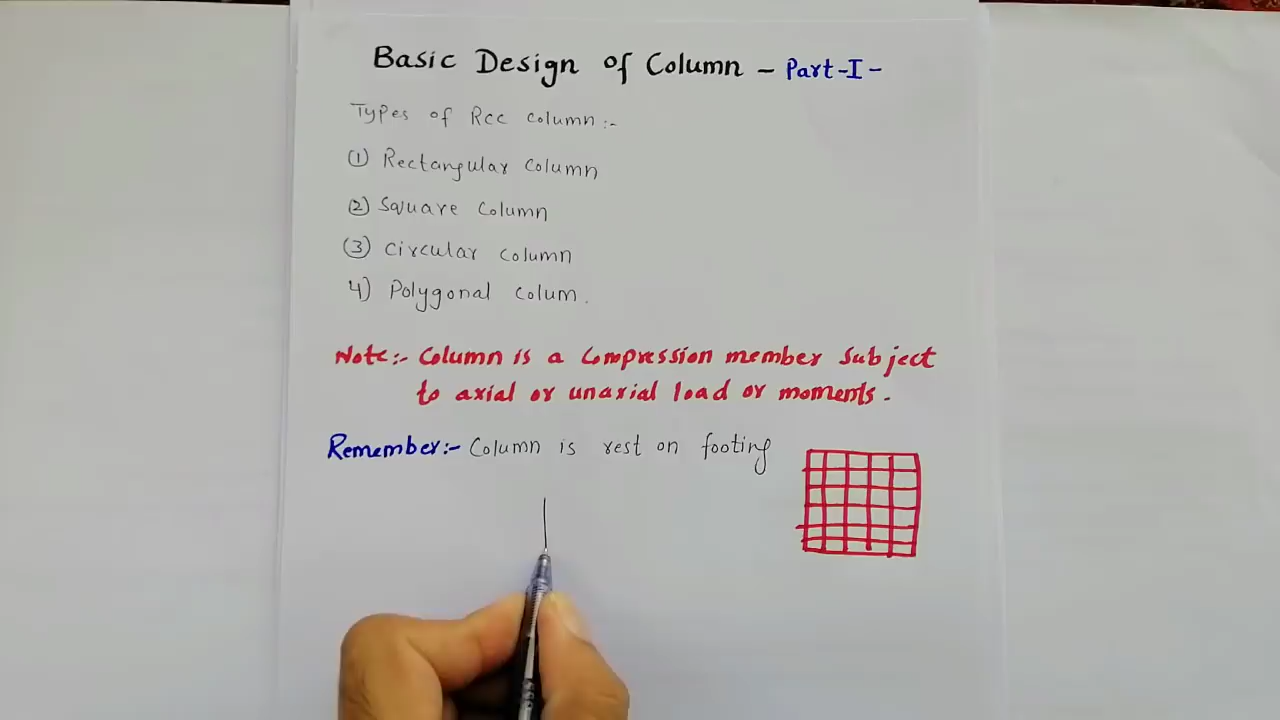 Basic Design of Column - Part-I-
Types of Rcc column:-
① Rectangular column
② Square column
③ circular column
4) Polygonal colum.
Note:- Column is a compression member subject
to axial or unaxial load or moments.
Remember:- Column is rest on footing